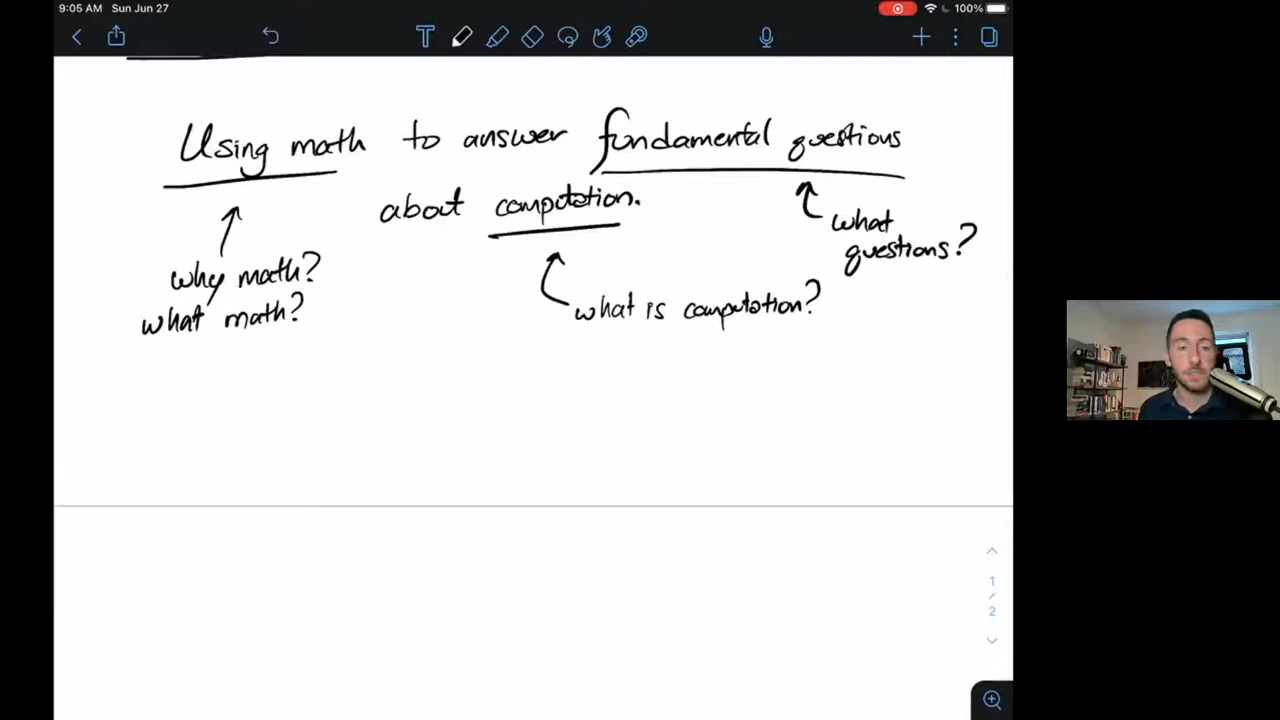 9:05 AM Sun Jun 27
100%
T
Using math to answer fundamental questions
about computation.
what
questions?
why math?
what math?
what is computation?
1
/
2